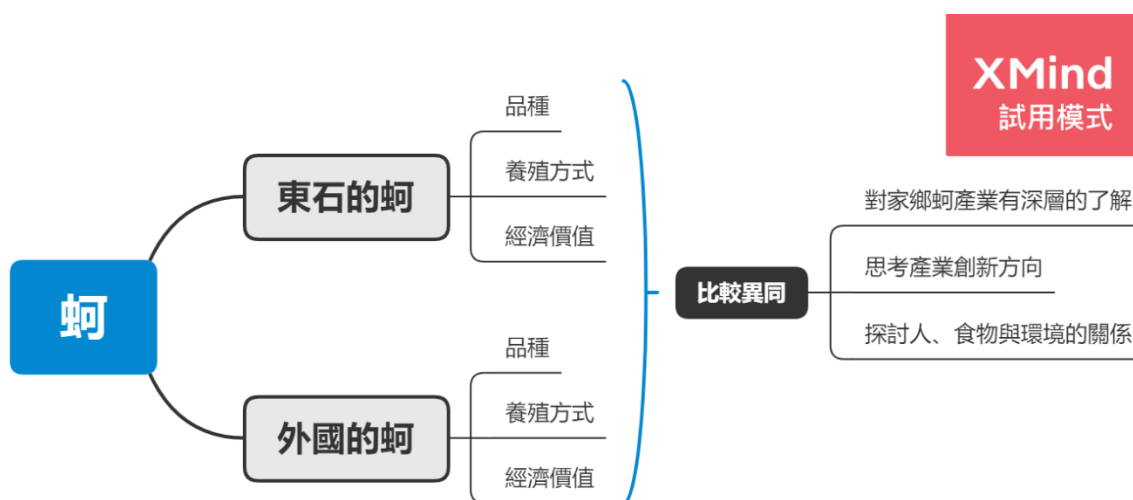 XMind
試用模式
蚵
東石的蚵
品種
養殖方式
經濟價值
外國的蚵
品種
養殖方式
經濟價值
比較異同
對家鄉蚵產業有深層的了解
思考產業創新方向
探討人、食物與環境的關係